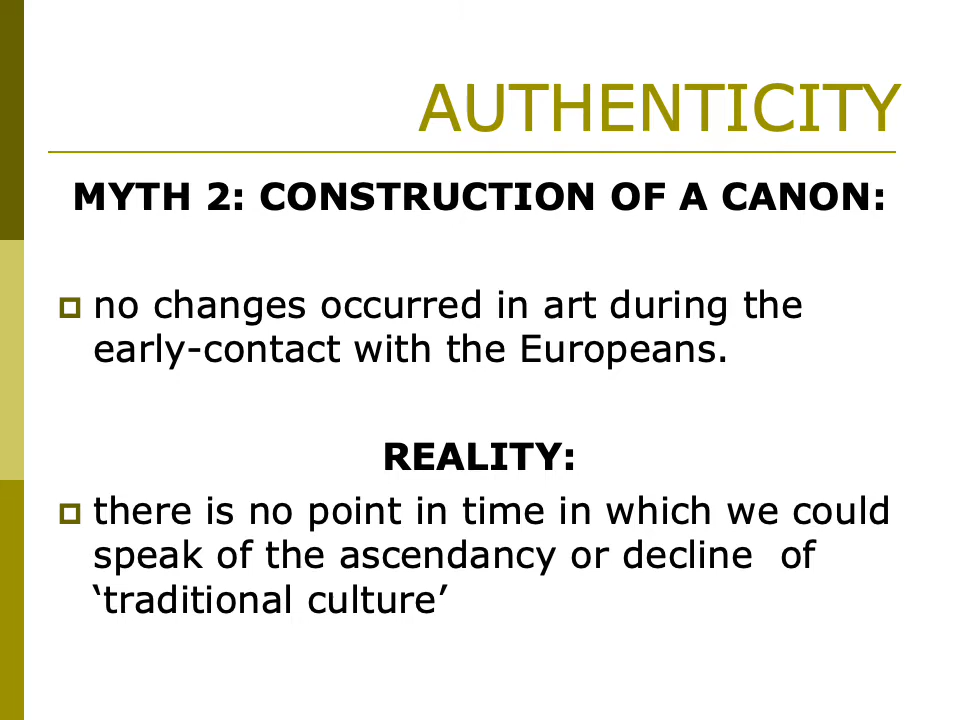 AUTHENTICITY
MYTH 2: CONSTRUCTION OF A CANON:
no changes occurred in art during the
early-contact with the Europeans.
REALITY:
there is no point in time in which we could
speak of the ascendancy or decline  of
‘traditional culture’